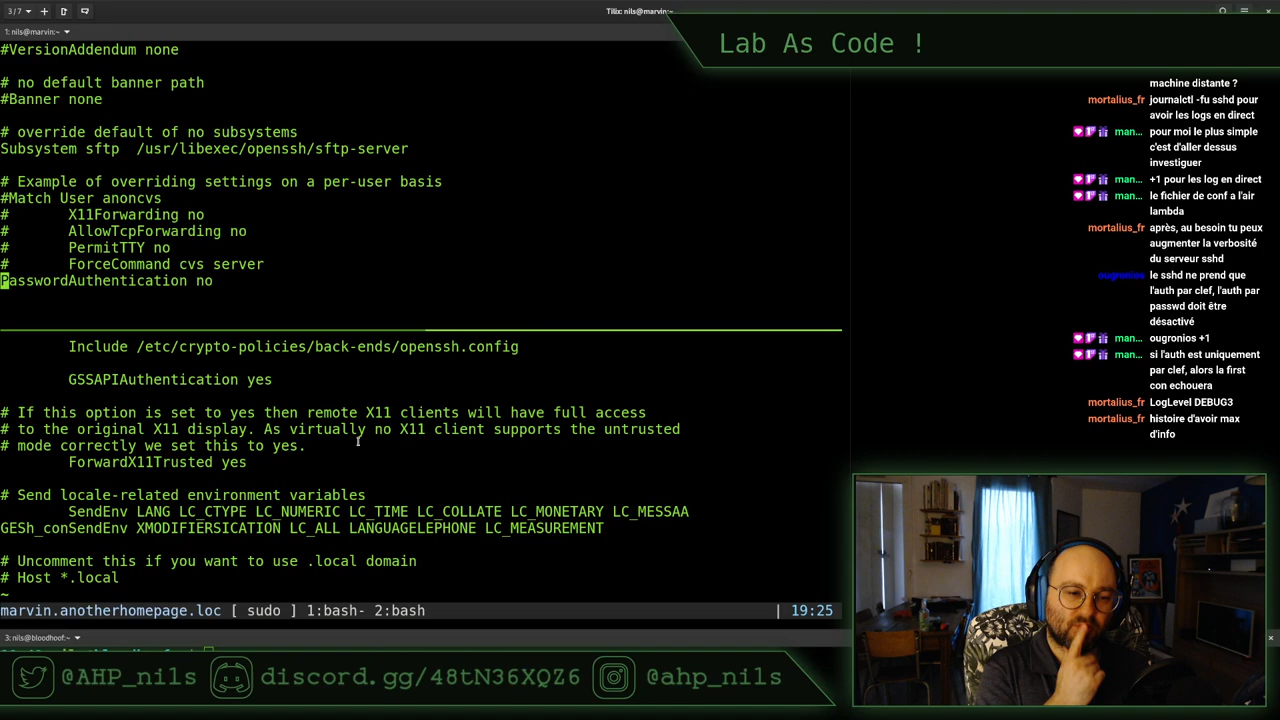 3/7
Tilix: nils@marvin:~
1: nils@marvin:~
Lab As Code !
#VersionAddendum none
# no default banner path
#Banner none
# override default of no subsystems
Subsystem sftp  /usr/libexec/openssh/sftp-server
# Example of overriding settings on a per-user basis
#Match User anoncvs
#       X11Forwarding no
#       AllowTcpForwarding no
#       PermitTTY no
#       ForceCommand cvs server
PasswordAuthentication no
Include /etc/crypto-policies/back-ends/openssh.config
GSSAPIAuthentication yes
# If this option is set to yes then remote X11 clients will have full access
# to the original X11 display. As virtually no X11 client supports the untrusted
# mode correctly we set this to yes.
ForwardX11Trusted yes
# Send locale-related environment variables
SendEnv LANG LC_CTYPE LC_NUMERIC LC_TIME LC_COLLATE LC_MONETARY LC_MESSAA
GESh_conSendEnv XMODIFIERSICATION LC_ALL LANGUAGELEPHONE LC_MEASUREMENT
# Uncomment this if you want to use .local domain
# Host *.local
~
marvin.anotherhomepage.loc [ sudo ] 1:bash- 2:bash | 19:25
3: nils@bloodhoof:~
machine distante ?
mortalius_fr journalctl -fu sshd pour
avoir les logs en direct
man... pour moi le plus simple
c'est d'aller dessus
investiguer
man... +1 pour les log en direct
man... le fichier de conf a l'air
lambda
mortalius_fr après, au besoin tu peux
augmenter la verbosité
du serveur sshd
ougronios le sshd ne prend que
l'auth par clef, l'auth par
passwd doit être
désactivé
man... ougronios +1
man... si l'auth est uniquement
par clef, alors la first
con echouera
mortalius_fr LogLevel DEBUG3
mortalius_fr histoire d'avoir max
d'info
@AHP_nils discord.gg/48tN36XQZ6 @ahp_nils